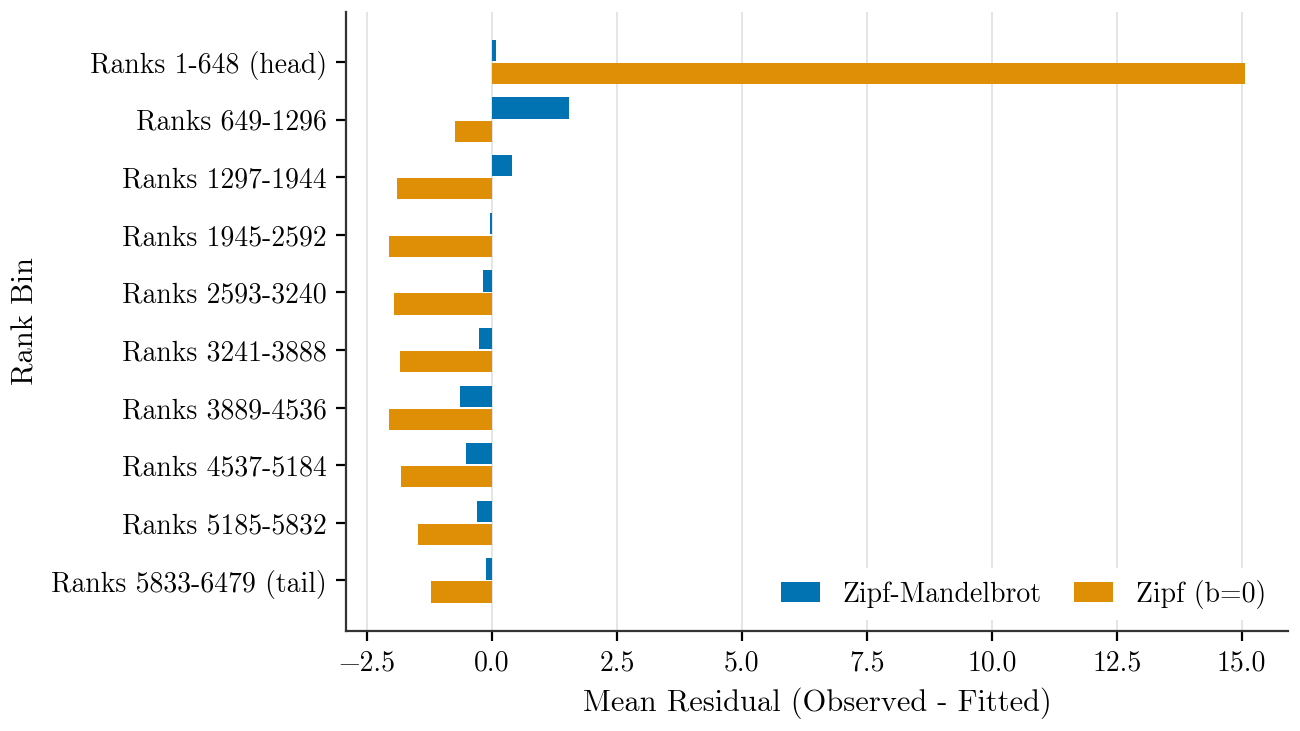 Ranks 1-648 (head)
Ranks 649-1296
Ranks 1297-1944
Ranks 1945-2592
Ranks 2593-3240
Ranks 3241-3888
Ranks 3889-4536
Ranks 4537-5184
Ranks 5185-5832
Ranks 5833-6479 (tail)
Rank Bin
Zipf-Mandelbrot
Zipf (b=0)
−2.5 0.0 2.5 5.0 7.5 10.0 12.5 15.0
Mean Residual (Observed - Fitted)